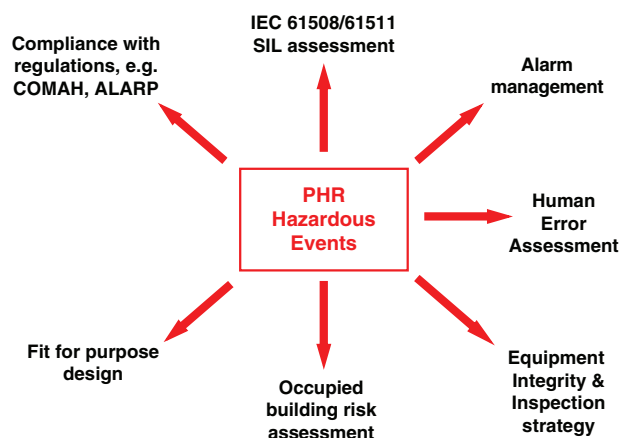 IEC 61508/61511
SIL assessment
Compliance with
regulations, e.g.
COMAH, ALARP
Alarm
management
PHR
Hazardous
Events
Human
Error
Assessment
Fit for purpose
design
Occupied
building risk
assessment
Equipment
Integrity &
Inspection
strategy